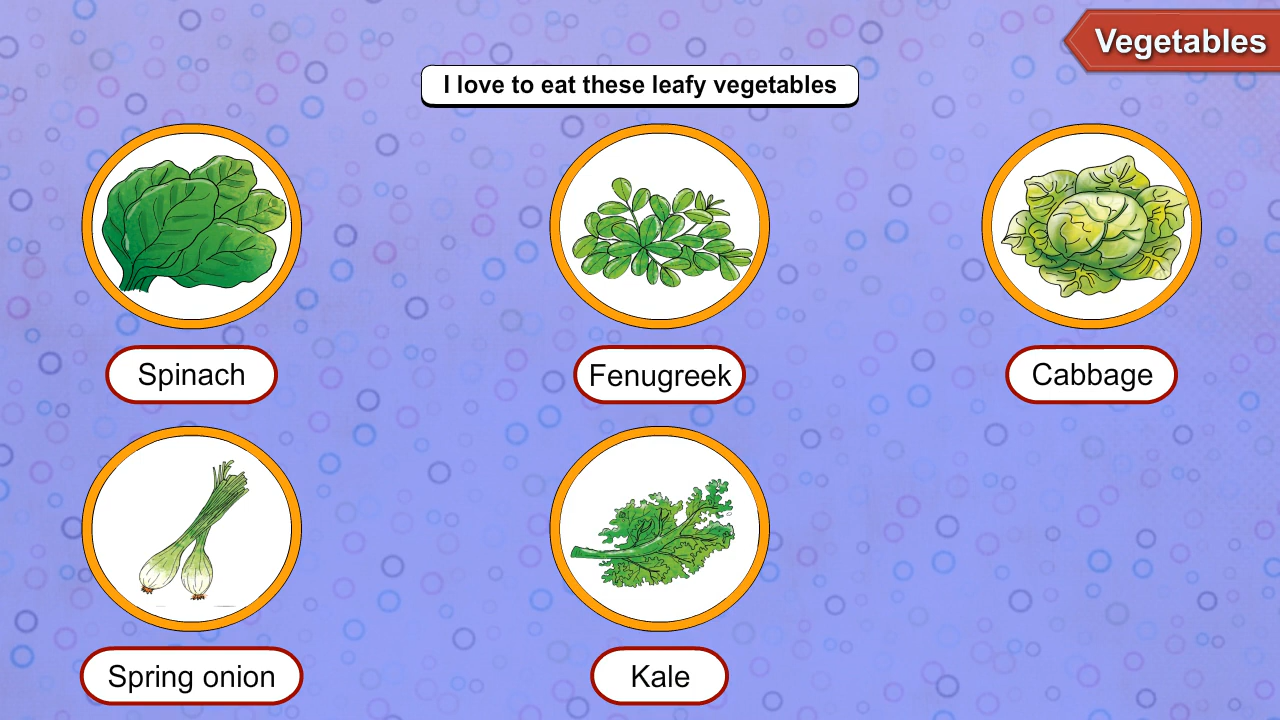 Vegetables
I love to eat these leafy vegetables
Spinach
Fenugreek
Cabbage
Spring onion
Kale